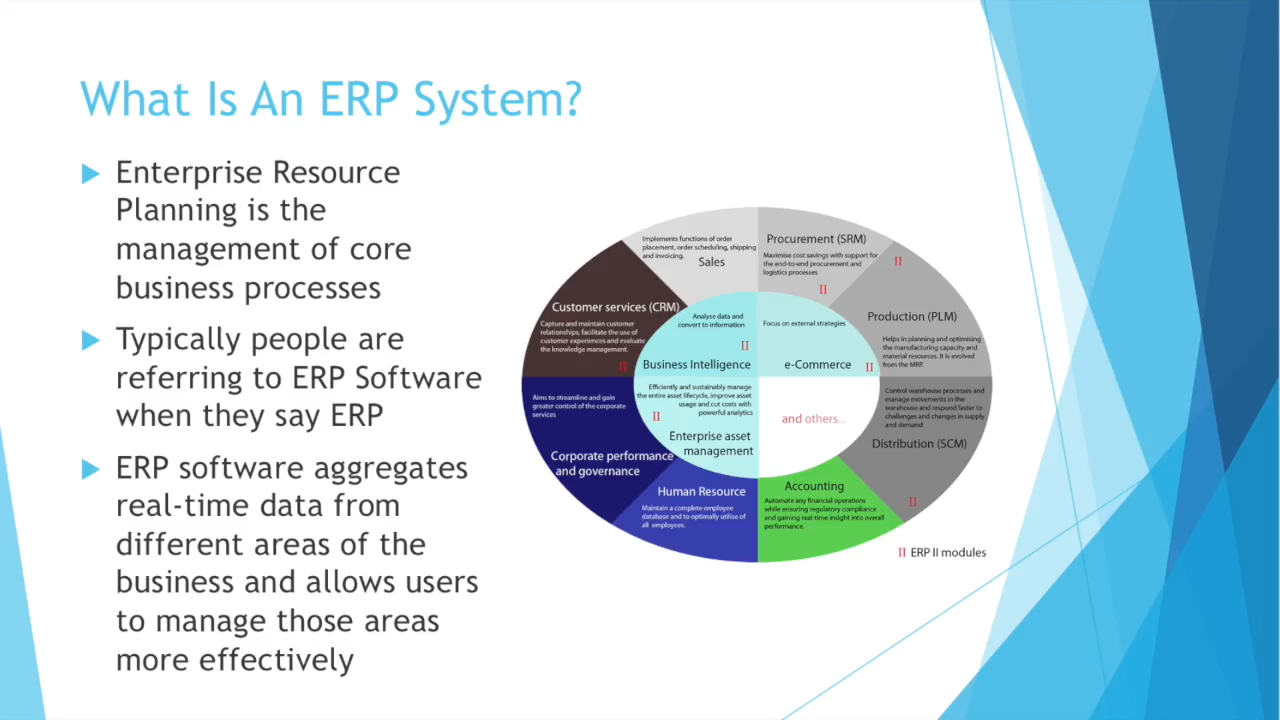 What Is An ERP System?
Enterprise Resource
Planning is the
management of core
business processes
Typically people are
referring to ERP Software
when they say ERP
ERP software aggregates
real-time data from
different areas of the
business and allows users
to manage those areas
more effectively
Implements functions of order
placement, order scheduling, shipping
and invoicing.
Sales
Procurement (SRM)
Maximise cost savings with support for
the end-to-end procurement and
logistics processes
II
II
Production (PLM)
Helps in planning and optimising
the manufacturing capacity and
material resources. It is evolved
from the MRP.
Customer services (CRM)
Capture and maintain customer
relationships, facilitate the use of
customer experiences and evaluate
the knowledge management.
II
Analyse data and
convert to information
II
Business Intelligence
Focus on external strategies
e-Commerce
II
Efficiently and sustainably manage
the entire asset lifecycle, improve asset
usage and cut costs with
powerful analytics
II
Enterprise asset
management
and others...
Control warehouse processes and
manage movements in the
warehouse and respond faster to
challenges and changes in supply
and demand
Distribution (SCM)
II
Aims to streamline and gain
greater control of the corporate
services
Corporate performance
and governance
Human Resource
Maintain a complete employee
database and to optimally utilise of
all employees.
Accounting
Automate any financial operations
while ensuring regulatory compliance
and gaining real-time insight into overall
performance.
II ERP II modules